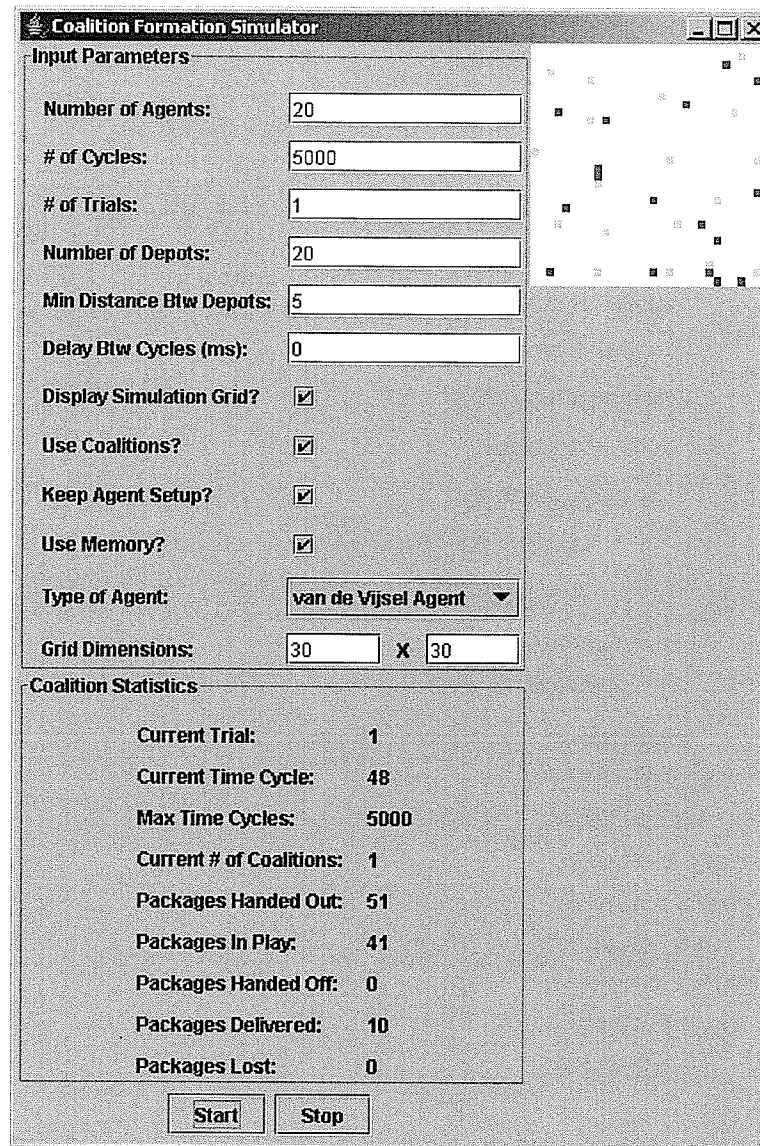 Coalition Formation Simulator
Input Parameters
Number of Agents: 20
# of Cycles: 5000
# of Trials: 1
Number of Depots: 20
Min Distance Btw Depots: 5
Delay Btw Cycles (ms): 0
Display Simulation Grid?
Use Coalitions?
Keep Agent Setup?
Use Memory?
Type of Agent: van de Vijsel Agent
Grid Dimensions: 30 X 30
Coalition Statistics
Current Trial: 1
Current Time Cycle: 48
Max Time Cycles: 5000
Current # of Coalitions: 1
Packages Handed Out: 51
Packages In Play: 41
Packages Handed Off: 0
Packages Delivered: 10
Packages Lost: 0
Start Stop